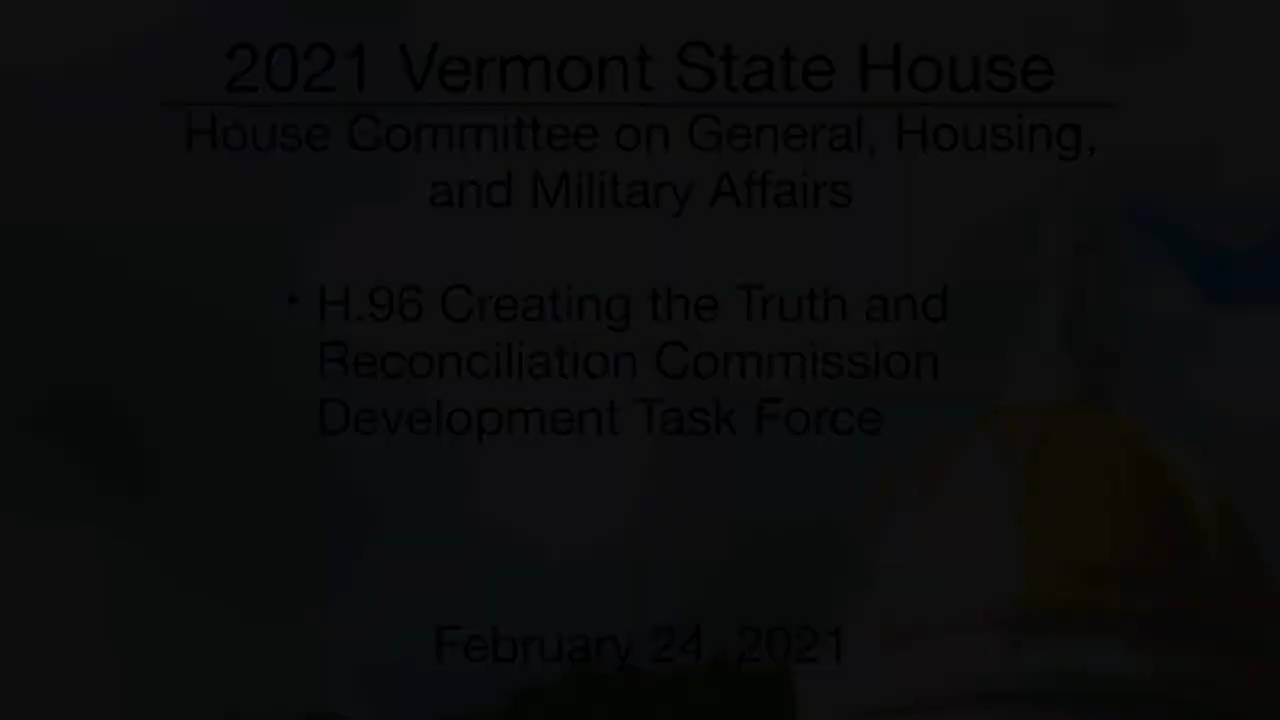 2021 Vermont State House
House Committee on General, Housing,
and Military Affairs
• H.96 Creating the Truth and
Reconciliation Commission
Development Task Force
February 24, 2021